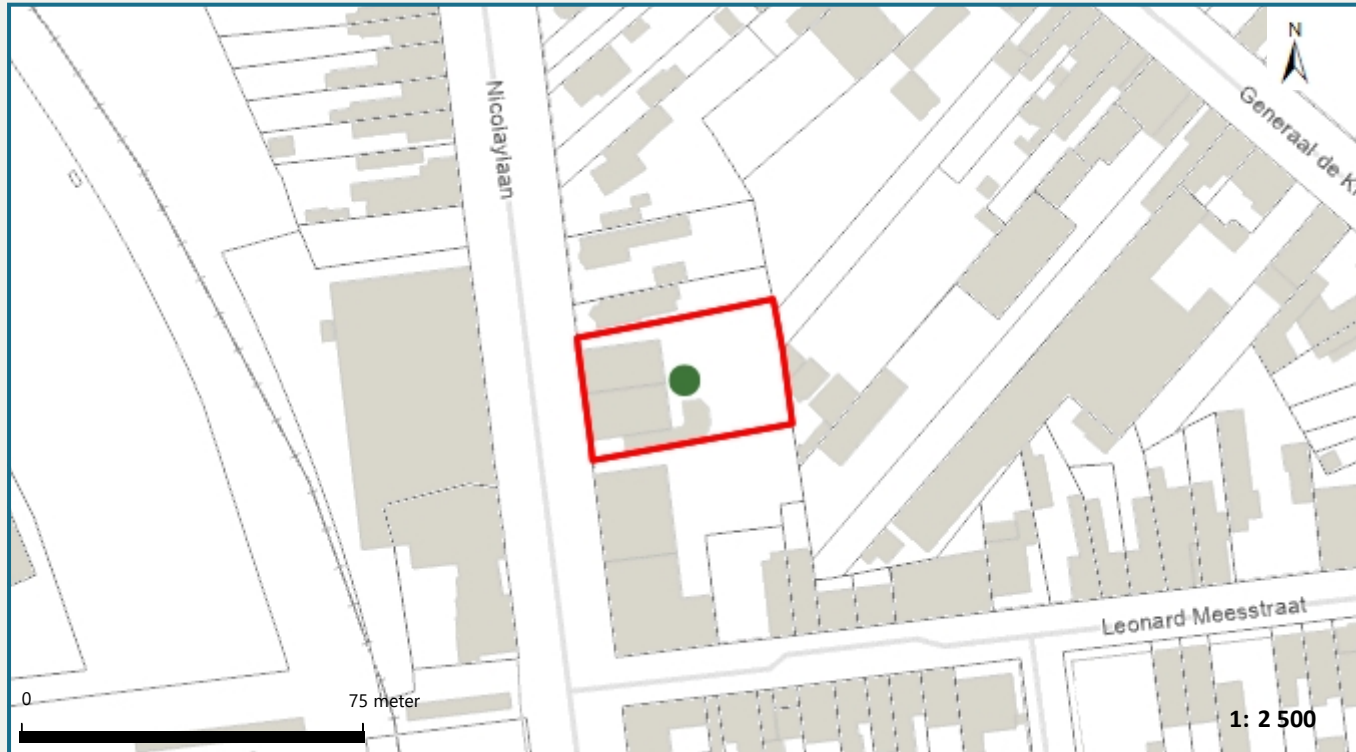 N
Nicolaylaan
Generaal de K
Leonard Meesstraat
0
75 meter
1: 2 500